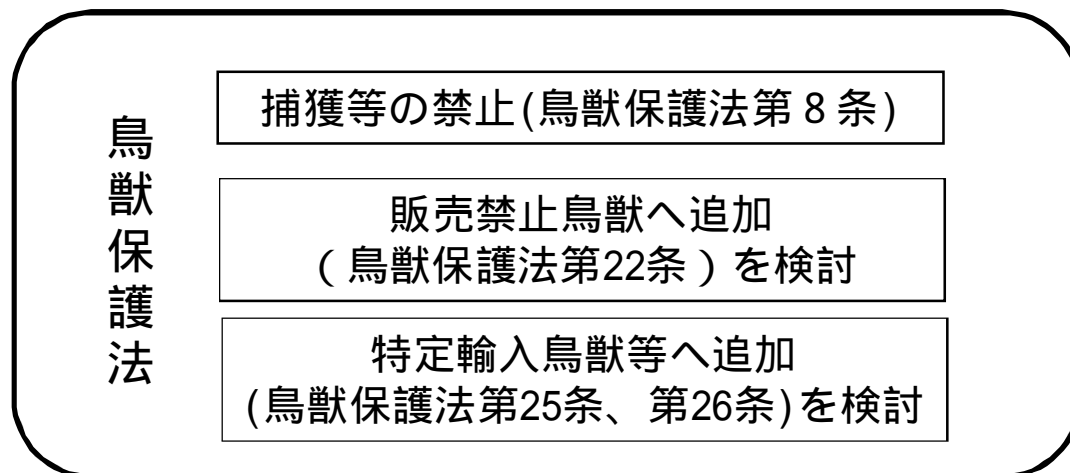 鳥獣保護法
捕獲等の禁止(鳥獣保護法第８条)
販売禁止鳥獣へ追加
（鳥獣保護法第22条）を検討
特定輸入鳥獣等へ追加
(鳥獣保護法第25条、第26条)を検討